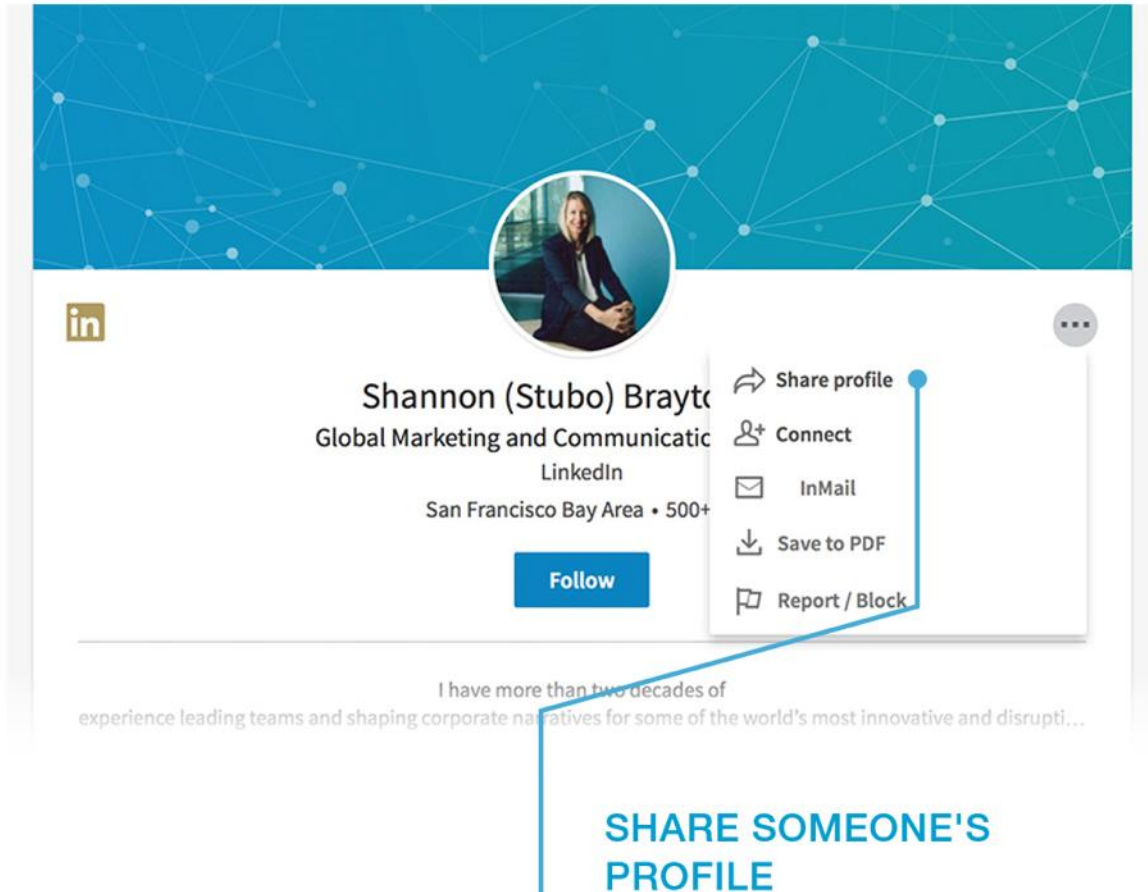 in
Shannon (Stubo) Brayto
Global Marketing and Communicatic
LinkedIn
San Francisco Bay Area • 500+
Follow
Share profile
Connect
InMail
Save to PDF
Report / Block
I have more than two decades of
experience leading teams and shaping corporate narratives for some of the world's most innovative and disrupti...
SHARE SOMEONE'S
PROFILE